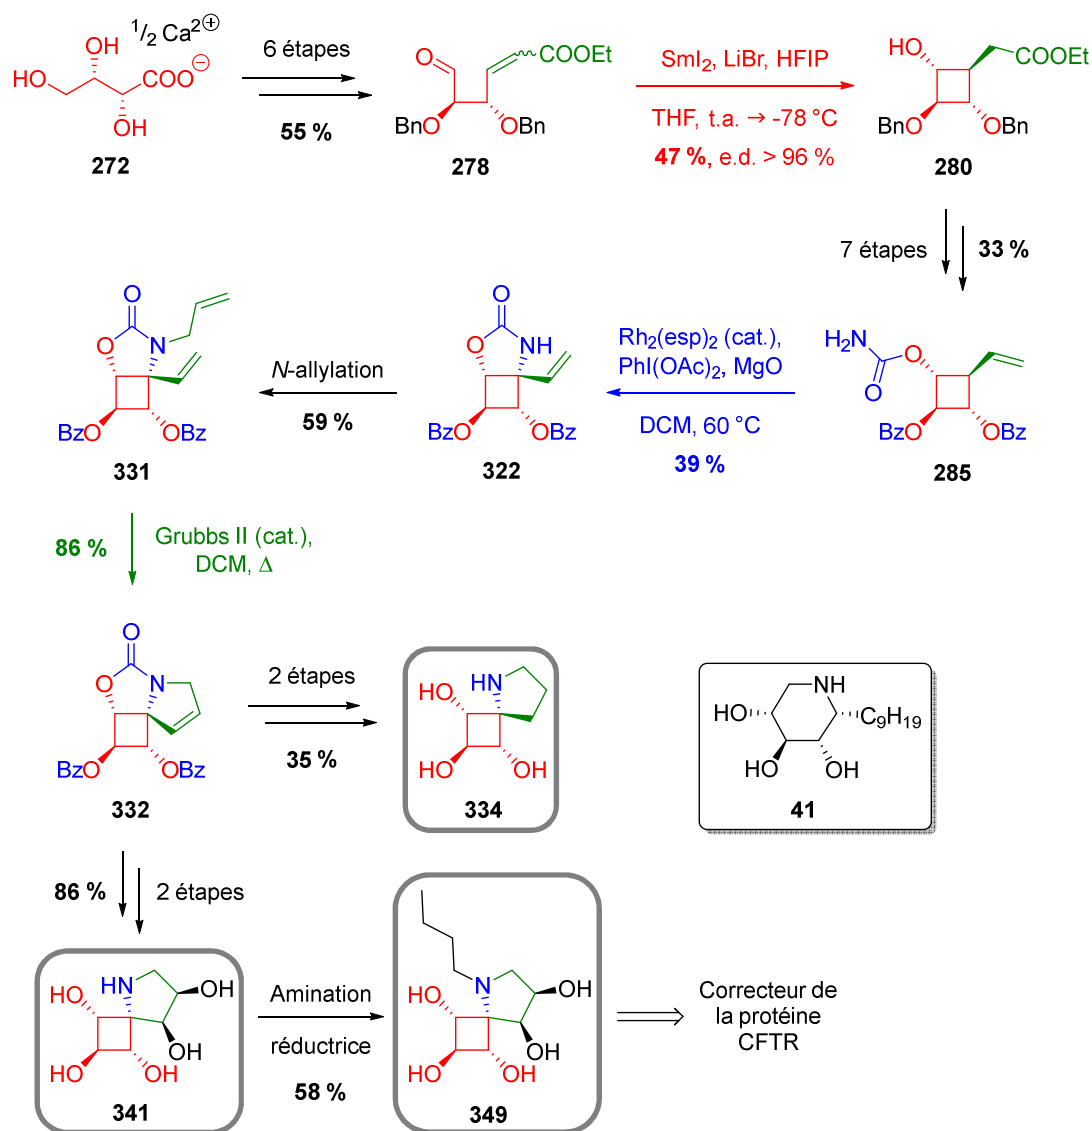 OH
1/2 Ca2⊕
HO
COO⊖
OH
272
6 étapes
55 %
O
COOEt
BnO
OBn
278
SmI2, LiBr, HFIP
THF, t.a. → -78 °C
47 %, e.d. > 96 %
HO
COOEt
BnO
OBn
280
7 étapes
33 %
O
O
N
BzO
OBz
331
N-allylation
59 %
O
O
NH
BzO
OBz
322
Rh2(esp)2 (cat.),
PhI(OAc)2, MgO
DCM, 60 °C
39 %
H2N
O
O
BzO
OBz
285
86 %
Grubbs II (cat.),
DCM, Δ
O
O
N
BzO
OBz
332
2 étapes
35 %
HN
HO
HO
OH
334
NH
HO
C9H19
HO
OH
41
86 %
2 étapes
HN
HO
OH
OH
HO
OH
341
Amination
réductrice
58 %
N
HO
OH
OH
HO
OH
349
Correcteur de
la protéine
CFTR